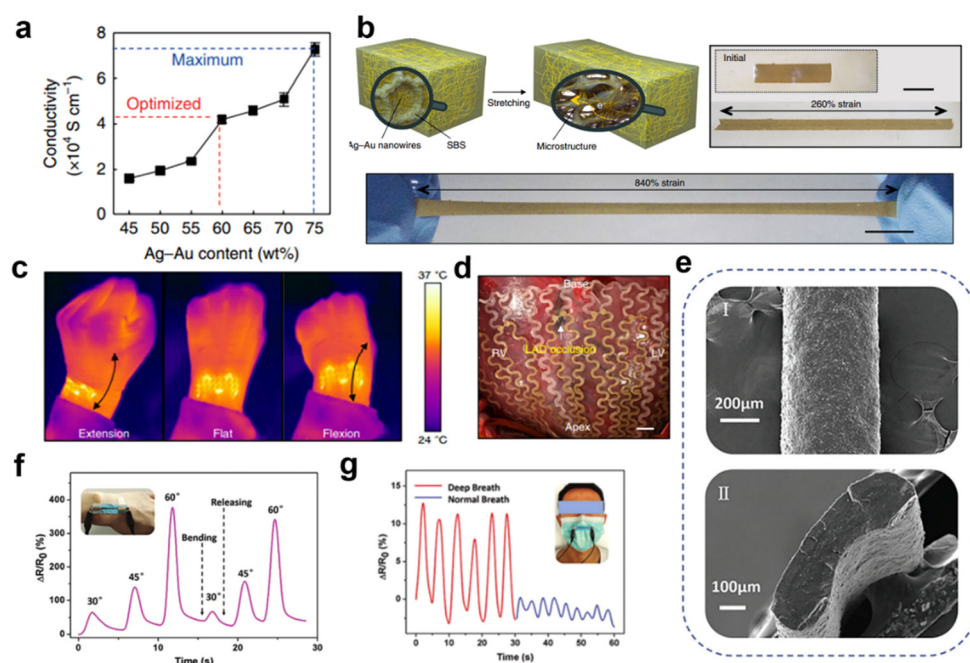 a
Conductivity
(×10⁴ S cm⁻¹)
8
6
4
2
0
Maximum
Optimized
45 50 55 60 65 70 75
Ag–Au content (wt%)
b
Stretching
e⁻
Ag–Au nanowires
SBS
Microstructure
Initial
260% strain
840% strain
c
Extension
Flat
Flexion
37 °C
24 °C
d
Base
LAD occlusion
RV
LV
Apex
e
I
200μm
II
100μm
f
ΔR/R₀ (%)
400
300
200
100
0
30°
45°
60°
Bending
Releasing
30°
45°
60°
0 10 20 30
Time (s)
g
ΔR/R₀ (%)
15
10
5
0
-5
Deep Breath
Normal Breath
0 10 20 30 40 50 60
Time (s)